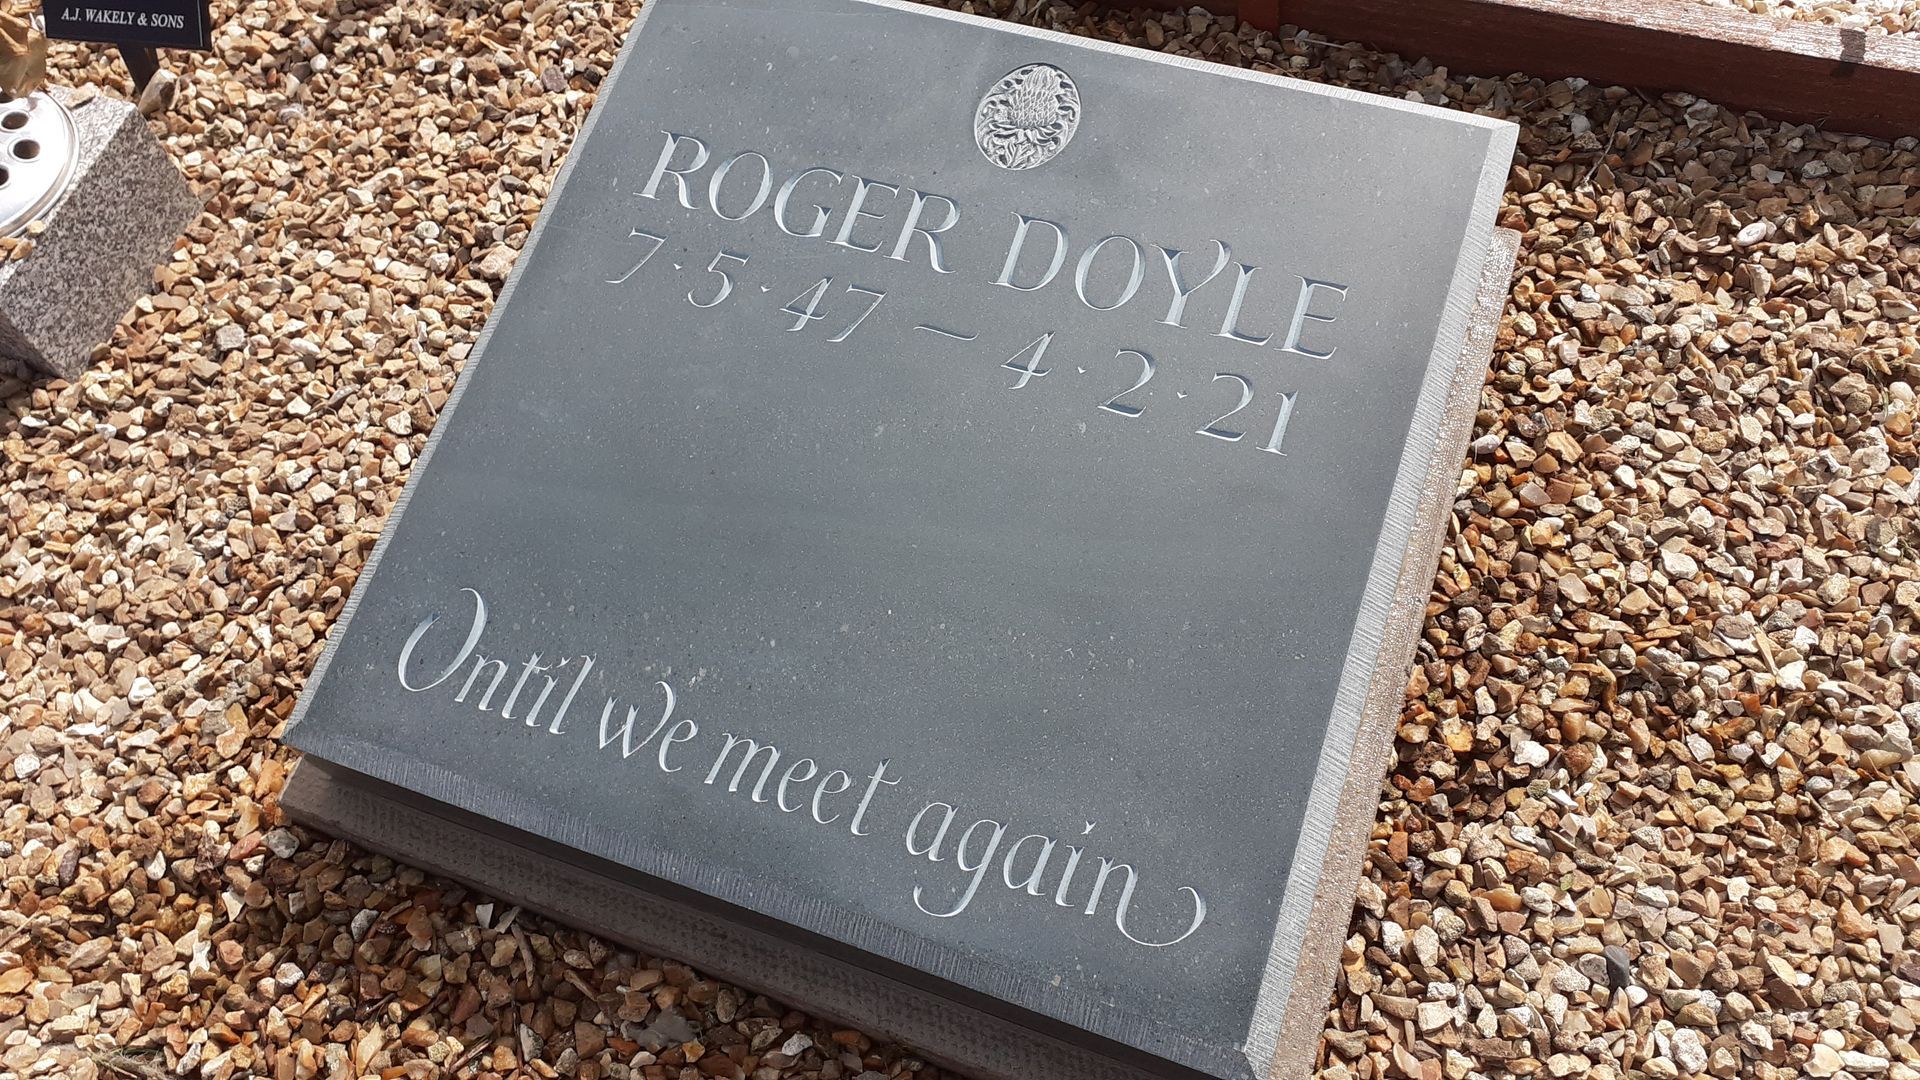 A.J. WAKELY & SONS
ROGER DOYLE
7·5·47 – 4·2·21
Until we meet again